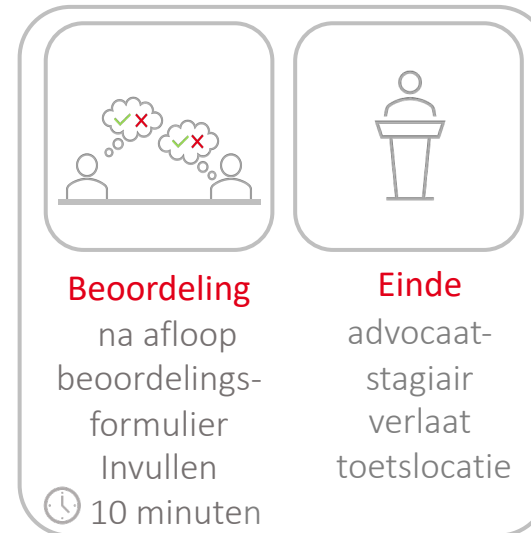 Beoordeling
na afloop
beoordelings-
formulier
Invullen
10 minuten
Einde
advocaat-
stagiair
verlaat
toetslocatie